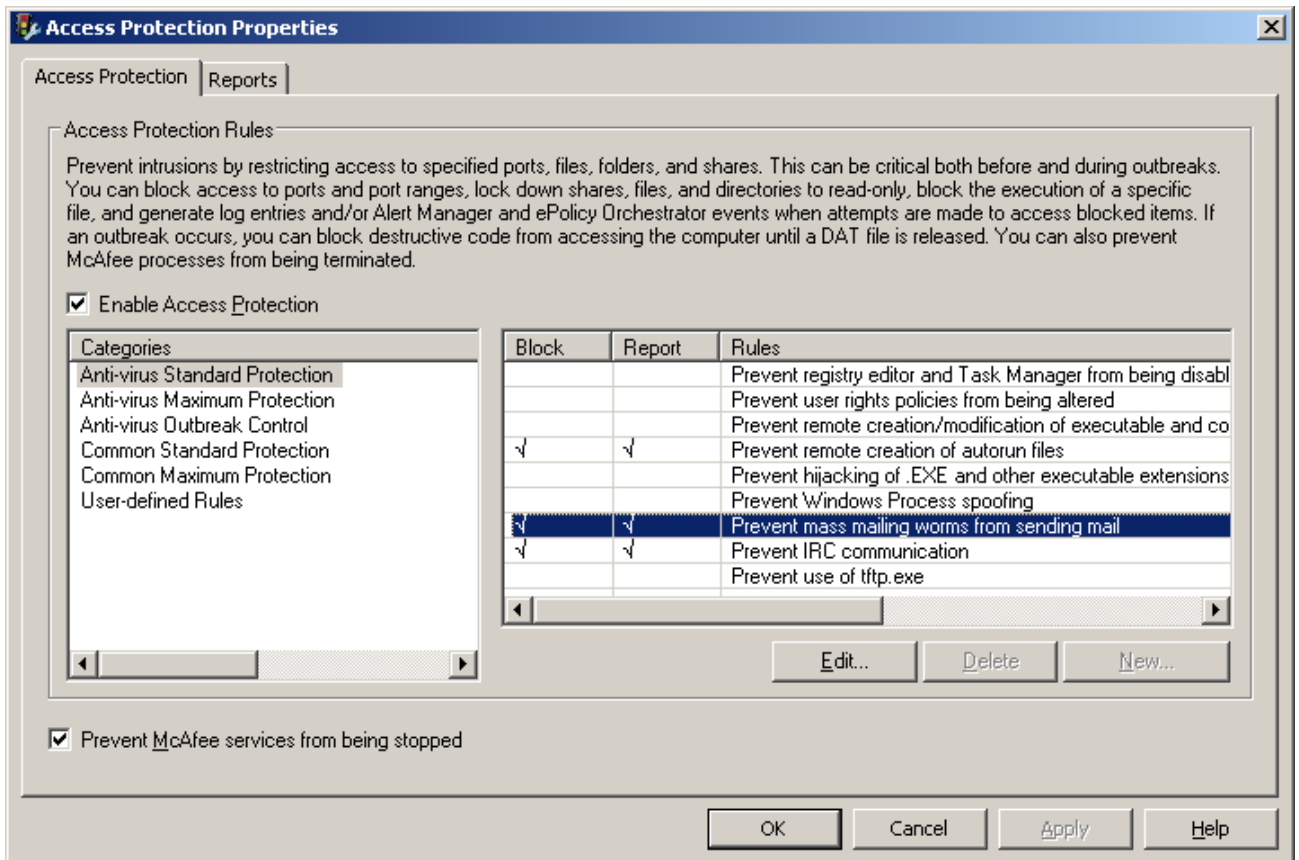 Access Protection Properties
Access Protection
Reports
Access Protection Rules
Prevent intrusions by restricting access to specified ports, files, folders, and shares. This can be critical both before and during outbreaks.
You can block access to ports and port ranges, lock down shares, files, and directories to read-only, block the execution of a specific
file, and generate log entries and/or Alert Manager and ePolicy Orchestrator events when attempts are made to access blocked items. If
an outbreak occurs, you can block destructive code from accessing the computer until a DAT file is released. You can also prevent
McAfee processes from being terminated.
Enable Access Protection
Categories
Anti-virus Standard Protection
Anti-virus Maximum Protection
Anti-virus Outbreak Control
Common Standard Protection
Common Maximum Protection
User-defined Rules
Block Report Rules
Prevent registry editor and Task Manager from being disabl
Prevent user rights policies from being altered
Prevent remote creation/modification of executable and co
Prevent remote creation of autorun files
Prevent hijacking of .EXE and other executable extensions
Prevent Windows Process spoofing
Prevent mass mailing worms from sending mail
Prevent IRC communication
Prevent use of tftp.exe
Edit... Delete New...
Prevent McAfee services from being stopped
OK Cancel Apply Help